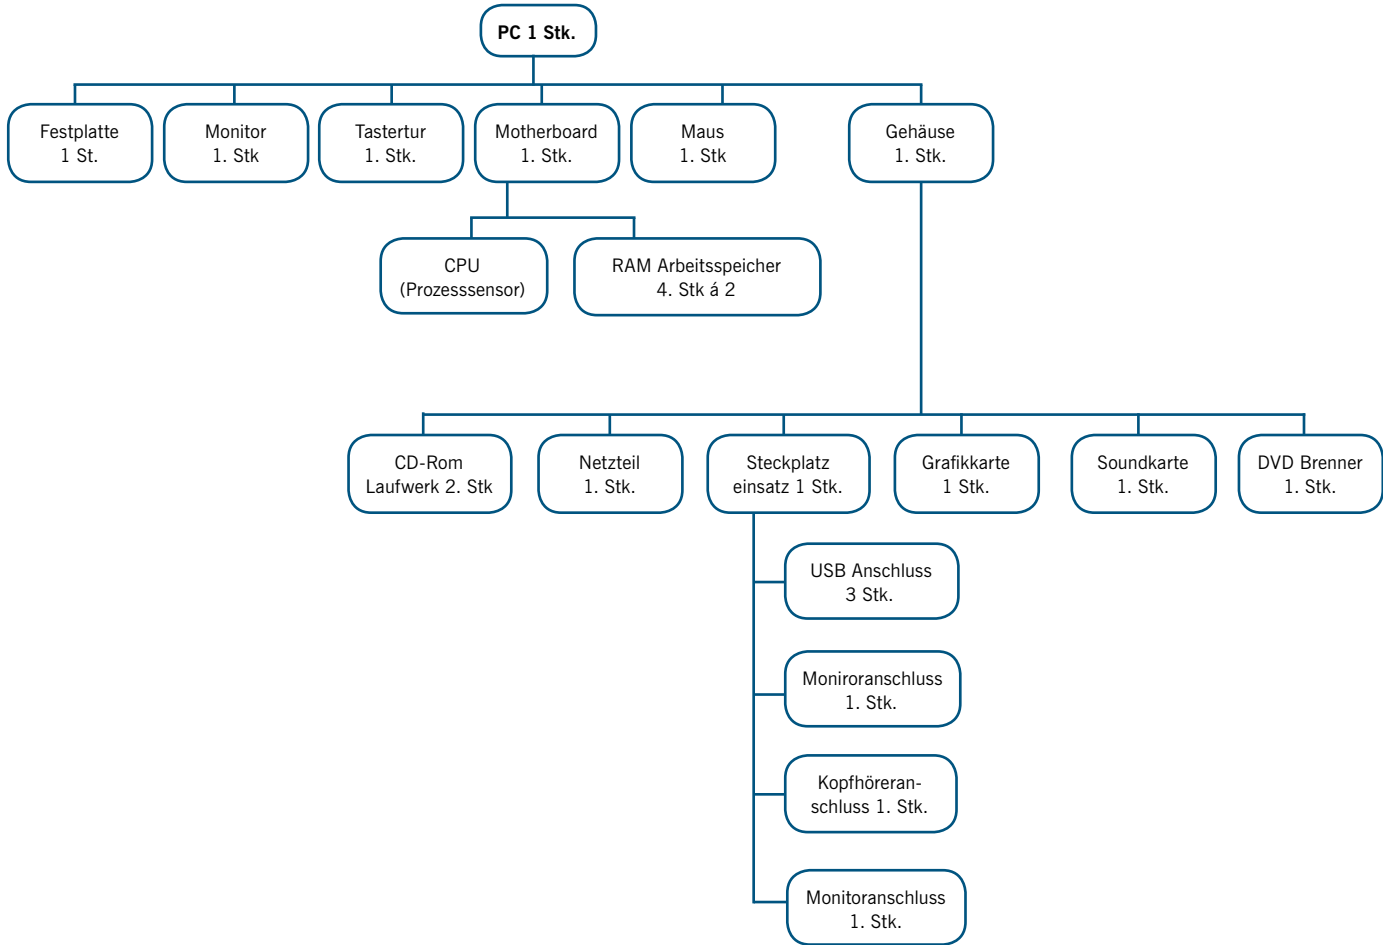 PC 1 Stk.
Festplatte
1 St.
Monitor
1. Stk
Tastertur
1. Stk.
Motherboard
1. Stk.
Maus
1. Stk
Gehäuse
1. Stk.
CPU
(Prozesssensor)
RAM Arbeitsspeicher
4. Stk á 2
CD-Rom
Laufwerk 2. Stk
Netzteil
1. Stk.
Steckplatz
einsatz 1 Stk.
Grafikkarte
1 Stk.
Soundkarte
1. Stk.
DVD Brenner
1. Stk.
USB Anschluss
3 Stk.
Moniroranschluss
1. Stk.
Kopfhöreran-
schluss 1. Stk.
Monitoranschluss
1. Stk.